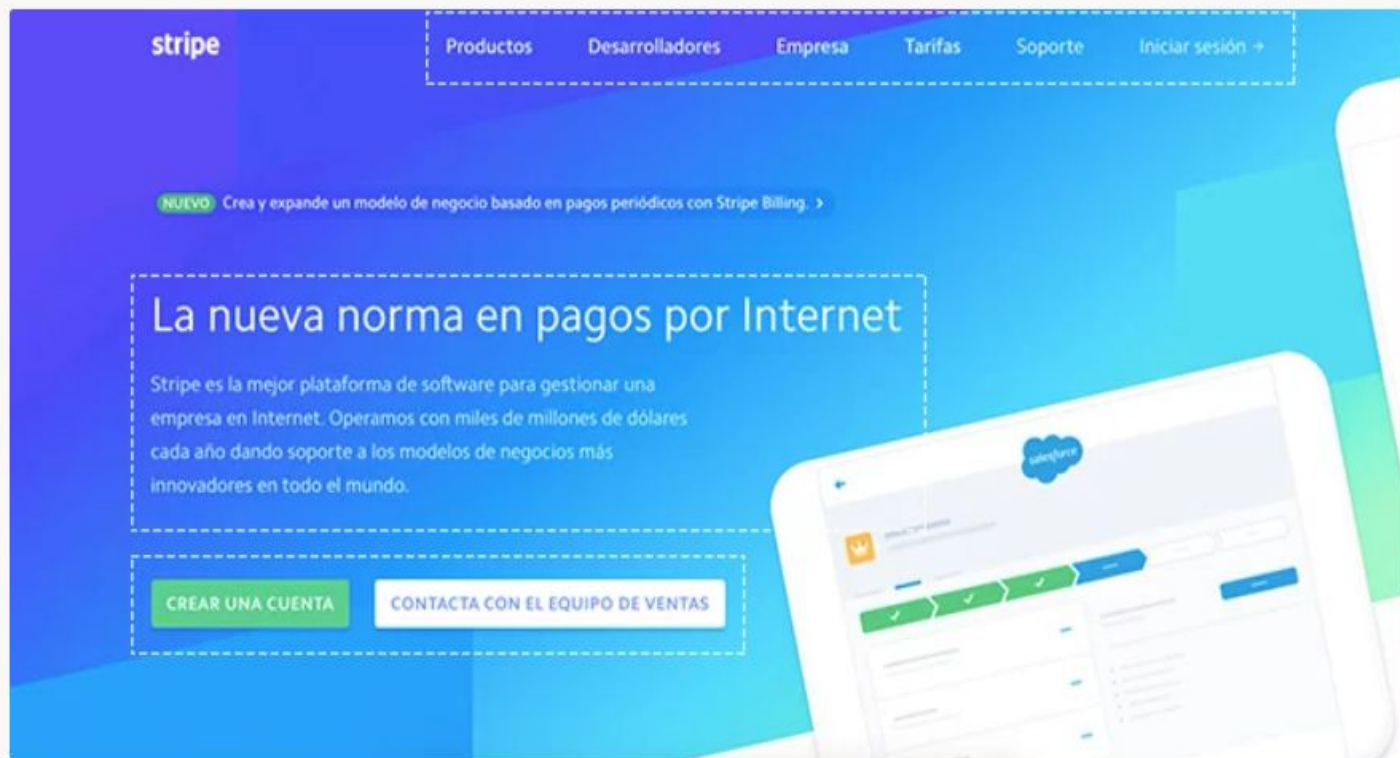 stripe
Productos Desarrolladores Empresa Tarifas Soporte Iniciar sesión →
NUEVO Crea y expande un modelo de negocio basado en pagos periódicos con Stripe Billing. >
La nueva norma en pagos por Internet
Stripe es la mejor plataforma de software para gestionar una
empresa en Internet. Operamos con miles de millones de dólares
cada año dando soporte a los modelos de negocios más
innovadores en todo el mundo.
salesforce
CREAR UNA CUENTA CONTACTA CON EL EQUIPO DE VENTAS